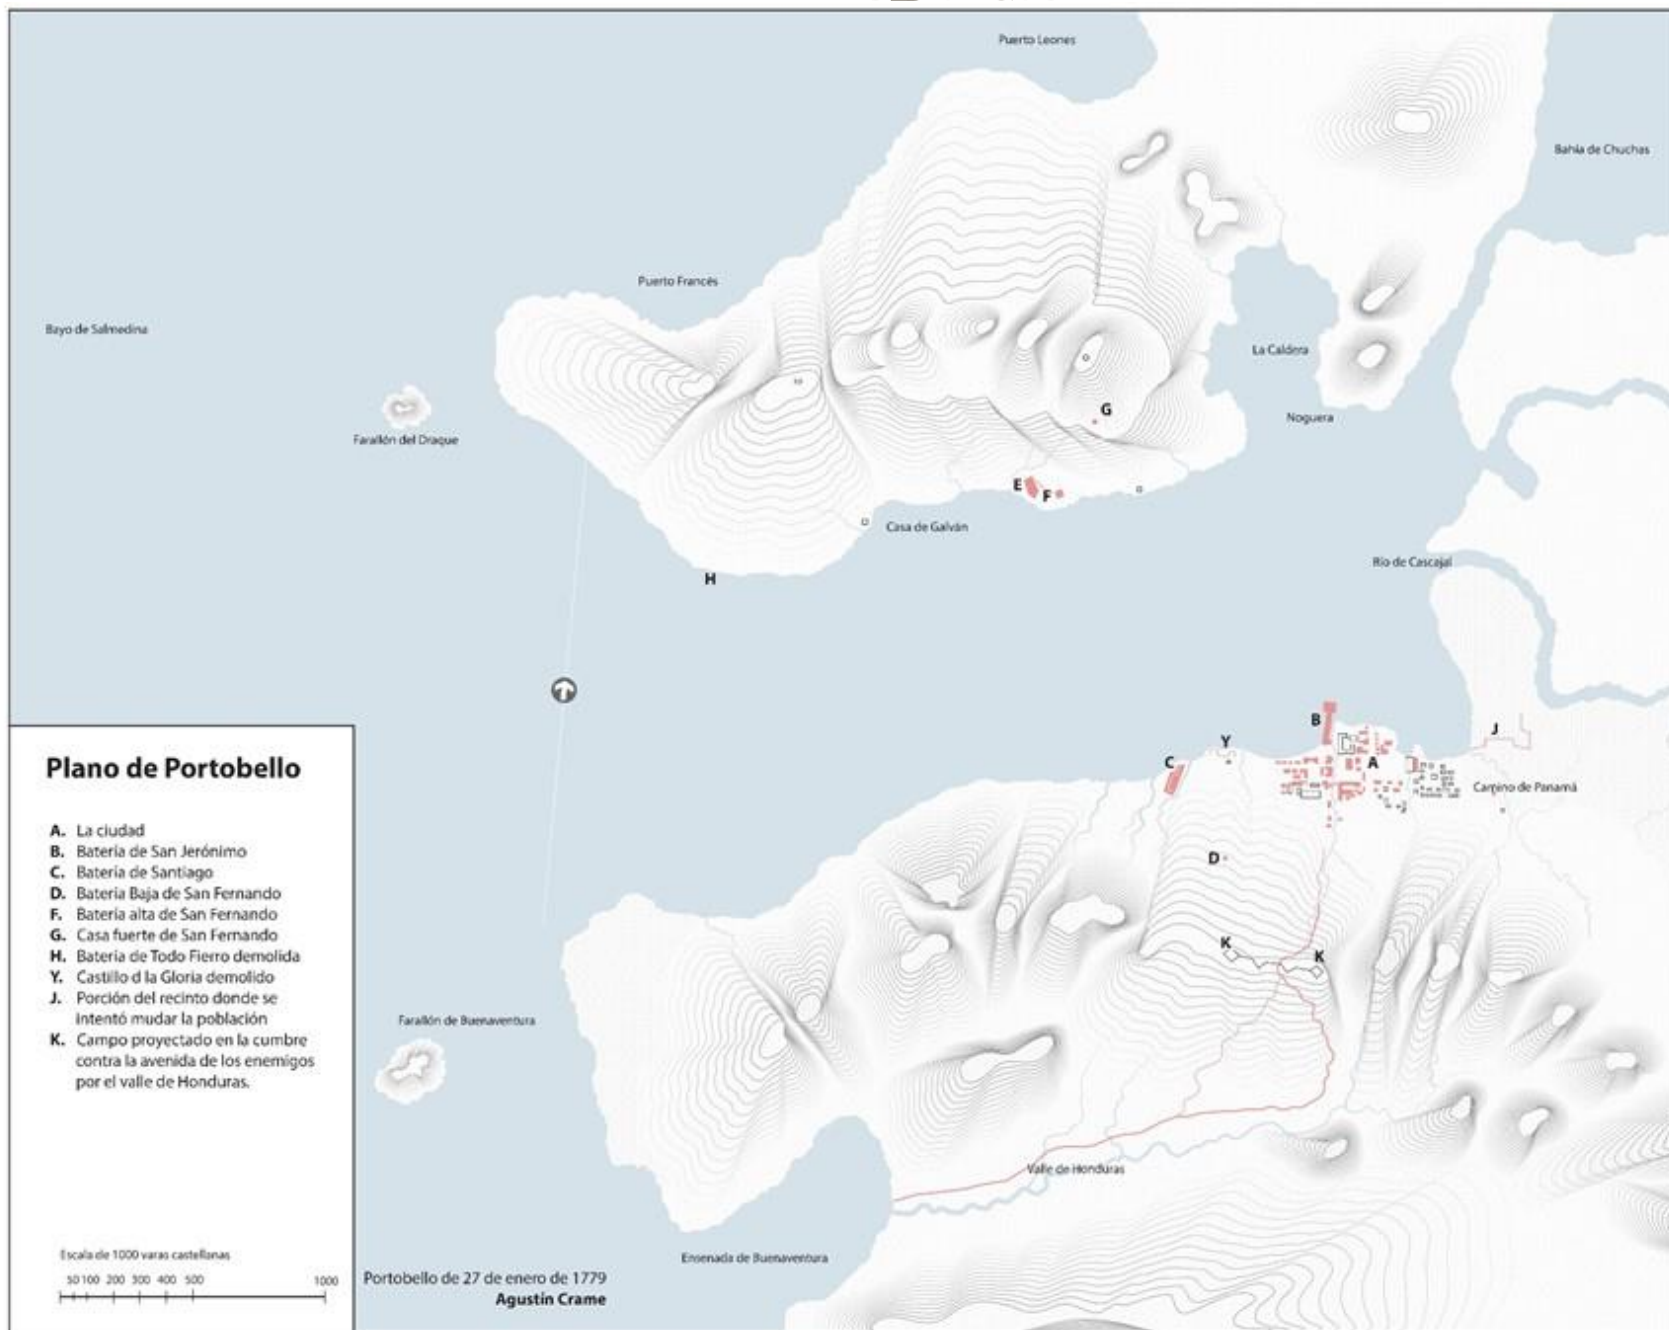 Puerto Leones
Bahía de Chuchas
Puerto Francés
Bayo de Salmedina
La Caldera
Farallón del Draque
G
Noguera
E
F
Casa de Galván
Río de Cascajal
H
B
J
Y
A
C
Camino de Panamá
D
K
K
Farallón de Buenaventura
Valle de Honduras
Ensenada de Buenaventura
Plano de Portobello
A. La ciudad
B. Batería de San Jerónimo
C. Batería de Santiago
D. Batería Baja de San Fernando
F. Batería alta de San Fernando
G. Casa fuerte de San Fernando
H. Batería de Todo Fierro demolida
Y. Castillo d la Gloria demolido
J. Porción del recinto donde se
intentó mudar la población
K. Campo proyectado en la cumbre
contra la avenida de los enemigos
por el valle de Honduras.
Escala de 1000 varas castellanas
50 100 200 300 400 500 1000
Portobello de 27 de enero de 1779
Agustín Crame